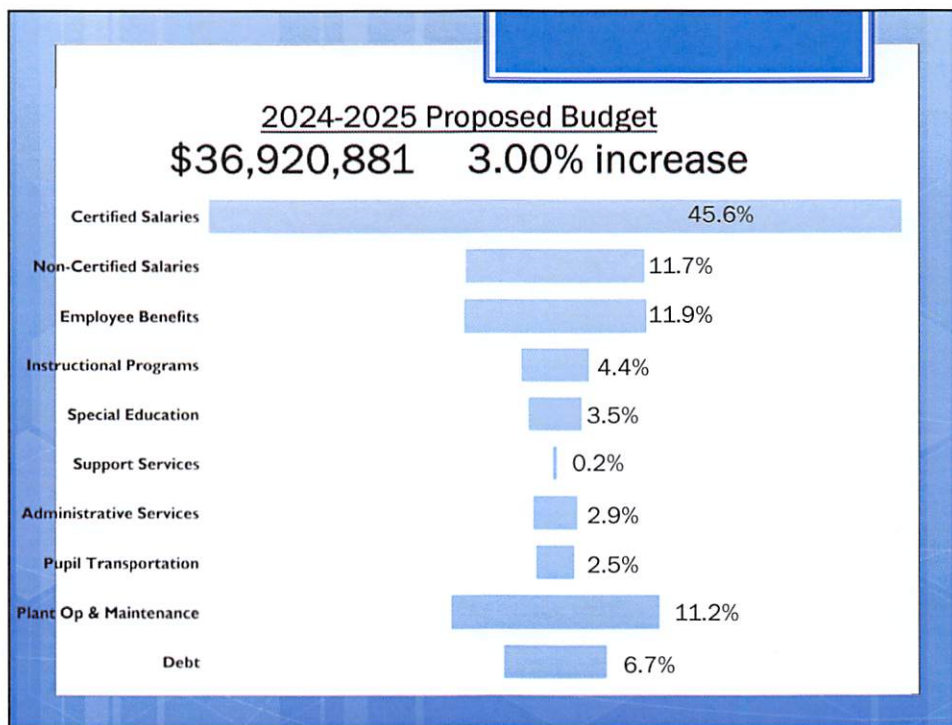 2024-2025 Proposed Budget
$36,920,881 3.00% increase
Certified Salaries 45.6%
Non-Certified Salaries 11.7%
Employee Benefits 11.9%
Instructional Programs 4.4%
Special Education 3.5%
Support Services 0.2%
Administrative Services 2.9%
Pupil Transportation 2.5%
Plant Op & Maintenance 11.2%
Debt 6.7%